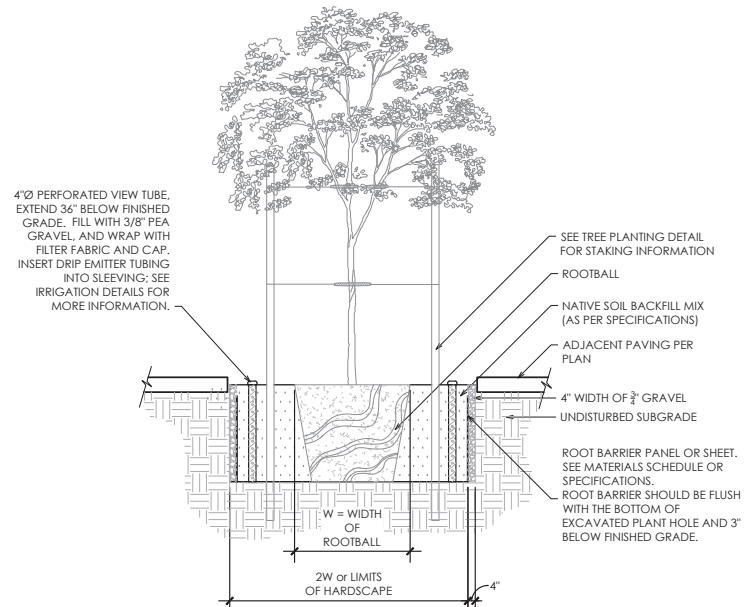 4"Ø PERFORATED VIEW TUBE,
EXTEND 36" BELOW FINISHED
GRADE. FILL WITH 3/8" PEA
GRAVEL, AND WRAP WITH
FILTER FABRIC AND CAP.
INSERT DRIP EMITTER TUBING
INTO SLEEVING; SEE
IRRIGATION DETAILS FOR
MORE INFORMATION.
SEE TREE PLANTING DETAIL
FOR STAKING INFORMATION
ROOTBALL
NATIVE SOIL BACKFILL MIX
(AS PER SPECIFICATIONS)
ADJACENT PAVING PER
PLAN
4" WIDTH OF 3/4" GRAVEL
UNDISTURBED SUBGRADE
ROOT BARRIER PANEL OR SHEET.
SEE MATERIALS SCHEDULE OR
SPECIFICATIONS.
ROOT BARRIER SHOULD BE FLUSH
WITH THE BOTTOM OF
EXCAVATED PLANT HOLE AND 3"
BELOW FINISHED GRADE.
W = WIDTH
OF
ROOTBALL
2W or LIMITS
OF HARDSCAPE
4"